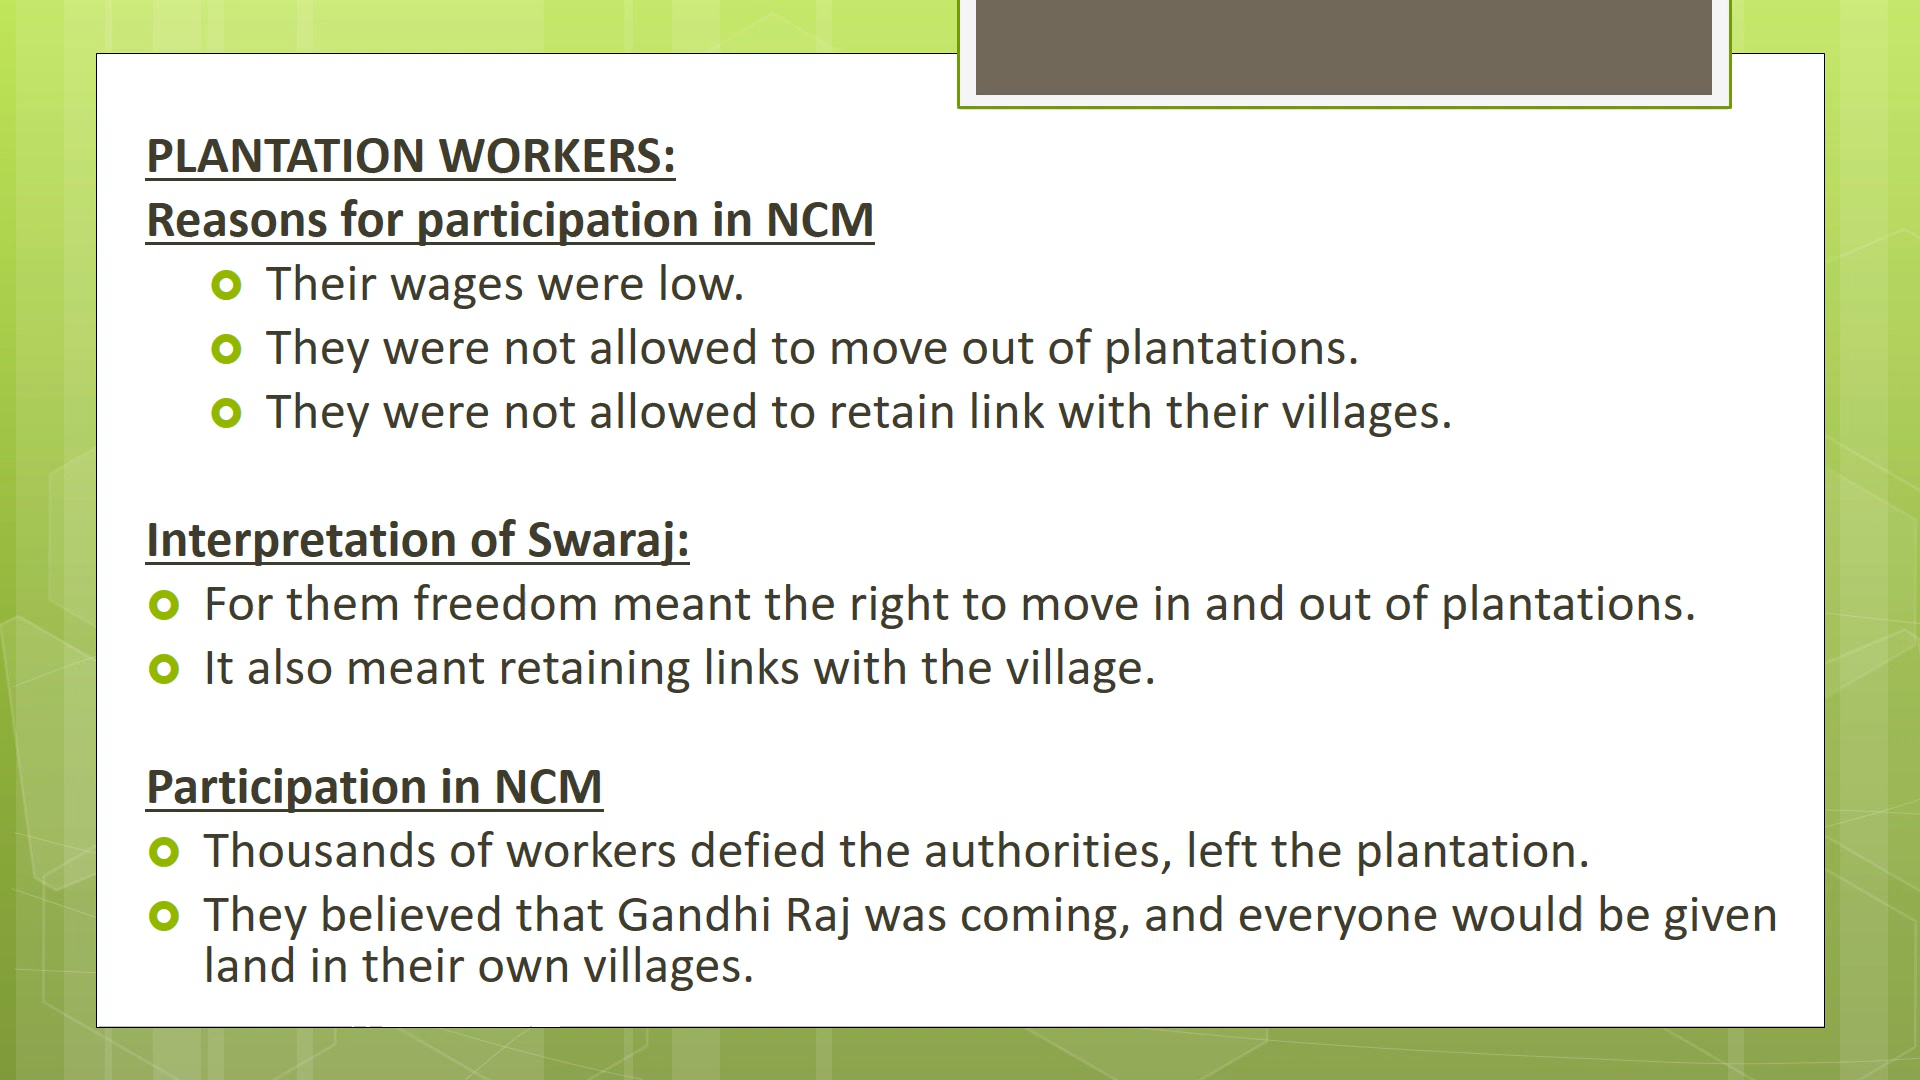 PLANTATION WORKERS:
Reasons for participation in NCM
Their wages were low.
They were not allowed to move out of plantations.
They were not allowed to retain link with their villages.
Interpretation of Swaraj:
For them freedom meant the right to move in and out of plantations.
It also meant retaining links with the village.
Participation in NCM
Thousands of workers defied the authorities, left the plantation.
They believed that Gandhi Raj was coming, and everyone would be given
land in their own villages.